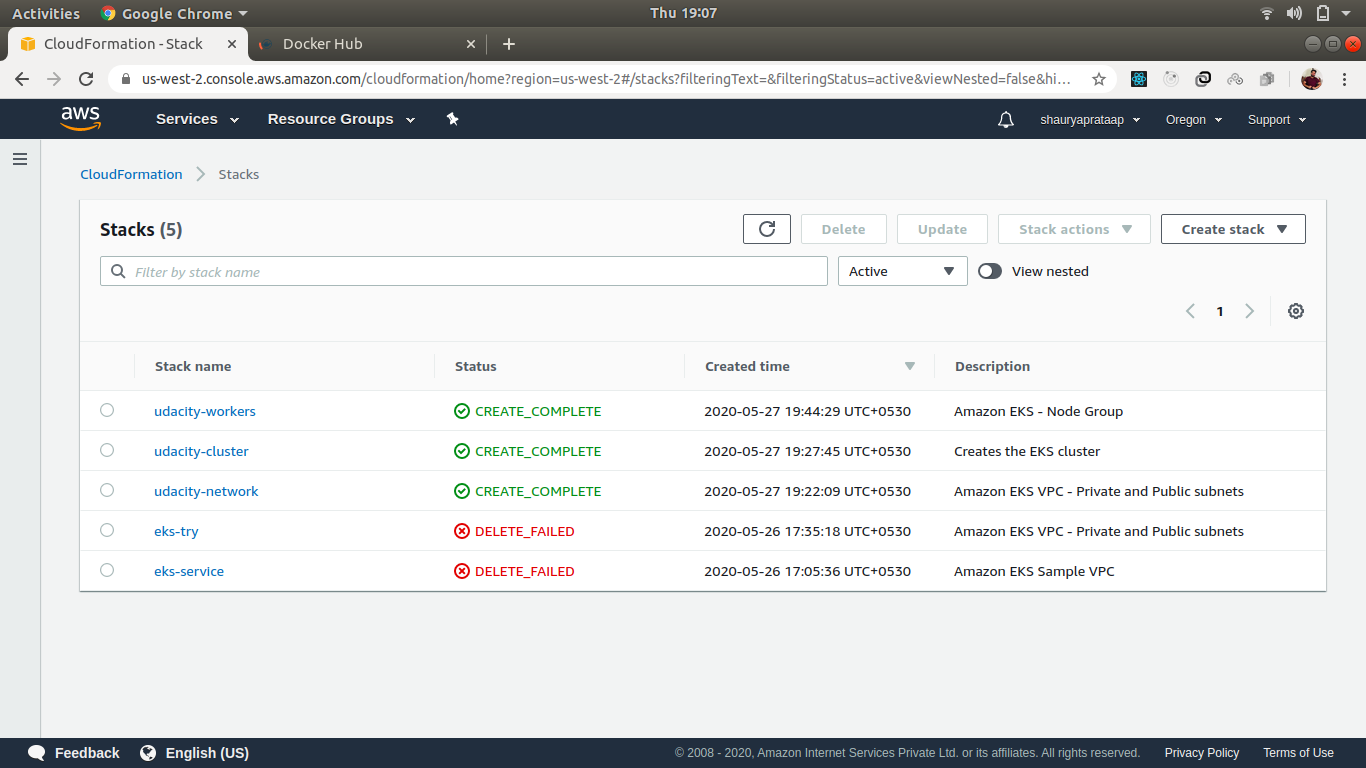 Activities Google Chrome Thu 19:07
CloudFormation - Stack Docker Hub
us-west-2.console.aws.amazon.com/cloudformation/home?region=us-west-2#/stacks?filteringText=&filteringStatus=active&viewNested=false&hi...
aws Services Resource Groups shauryaprataap Oregon Support
CloudFormation Stacks
Stacks (5) Delete Update Stack actions Create stack
Filter by stack name Active View nested
1
Stack name Status Created time Description
udacity-workers CREATE_COMPLETE 2020-05-27 19:44:29 UTC+0530 Amazon EKS - Node Group
udacity-cluster CREATE_COMPLETE 2020-05-27 19:27:45 UTC+0530 Creates the EKS cluster
udacity-network CREATE_COMPLETE 2020-05-27 19:22:09 UTC+0530 Amazon EKS VPC - Private and Public subnets
eks-try DELETE_FAILED 2020-05-26 17:35:18 UTC+0530 Amazon EKS VPC - Private and Public subnets
eks-service DELETE_FAILED 2020-05-26 17:05:36 UTC+0530 Amazon EKS Sample VPC
Feedback English (US) © 2008 - 2020, Amazon Internet Services Private Ltd. or its affiliates. All rights reserved. Privacy Policy Terms of Use